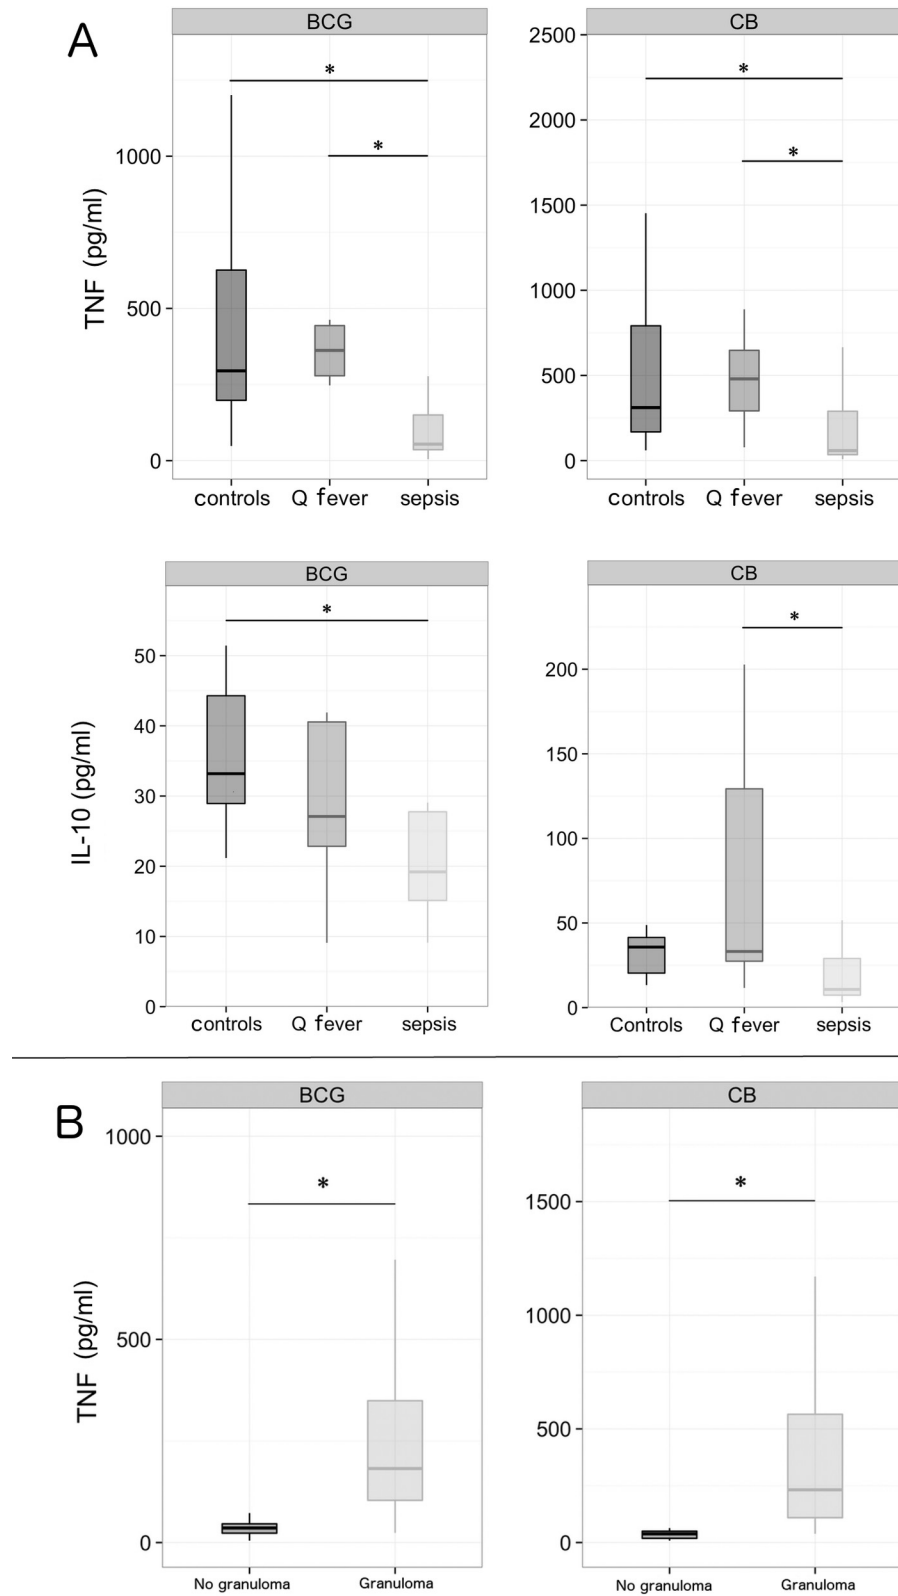 A
BCG
CB
*
*
*
*
TNF (pg/ml)
1000
500
0
2500
2000
1500
1000
500
0
controls Q fever sepsis
controls Q fever sepsis
BCG
CB
*
*
IL-10 (pg/ml)
50
40
30
20
10
0
200
150
100
50
0
controls Q fever sepsis
Controls Q fever sepsis
B
BCG
CB
*
*
TNF (pg/ml)
1000
500
0
1500
1000
500
0
No granuloma Granuloma
No granuloma Granuloma